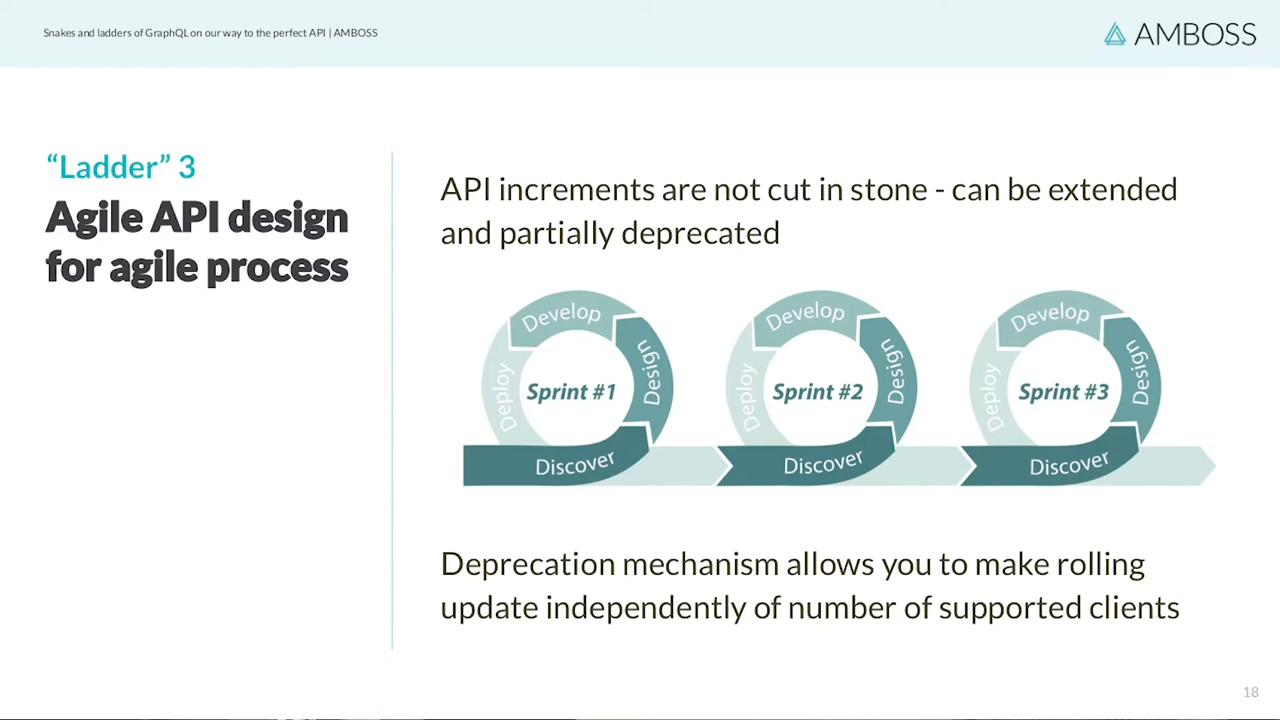 Snakes and ladders of GraphQL on our way to the perfect API | AMBOSS
AMBOSS
“Ladder” 3
Agile API design
for agile process
API increments are not cut in stone - can be extended
and partially deprecated
Develop
Design
Deploy
Sprint #1
Discover
Develop
Design
Deploy
Sprint #2
Discover
Develop
Design
Deploy
Sprint #3
Discover
Deprecation mechanism allows you to make rolling
update independently of number of supported clients
18